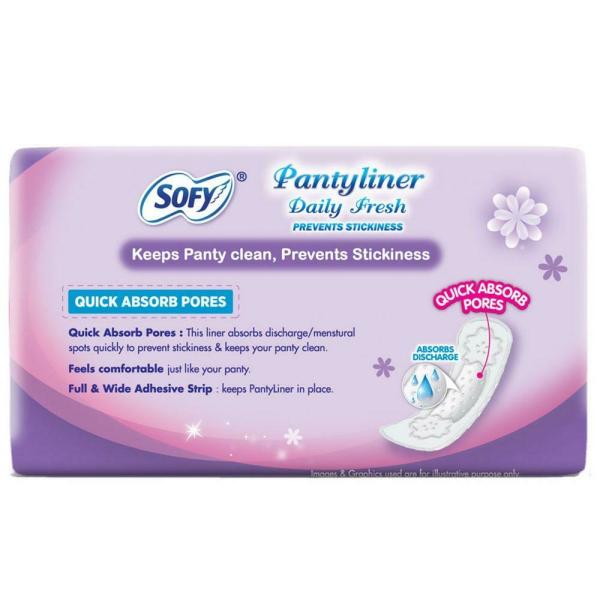 SOFY®
Pantyliner
Daily Fresh
PREVENTS STICKINESS
Keeps Panty clean, Prevents Stickiness
QUICK ABSORB PORES
Quick Absorb Pores : This liner absorbs discharge/menstural
spots quickly to prevent stickiness & keeps your panty clean.
Feels comfortable just like your panty.
Full & Wide Adhesive Strip : keeps PantyLiner in place.
QUICK ABSORB
PORES
ABSORBS
DISCHARGE
Images & Graphics used are for illustrative purpose only